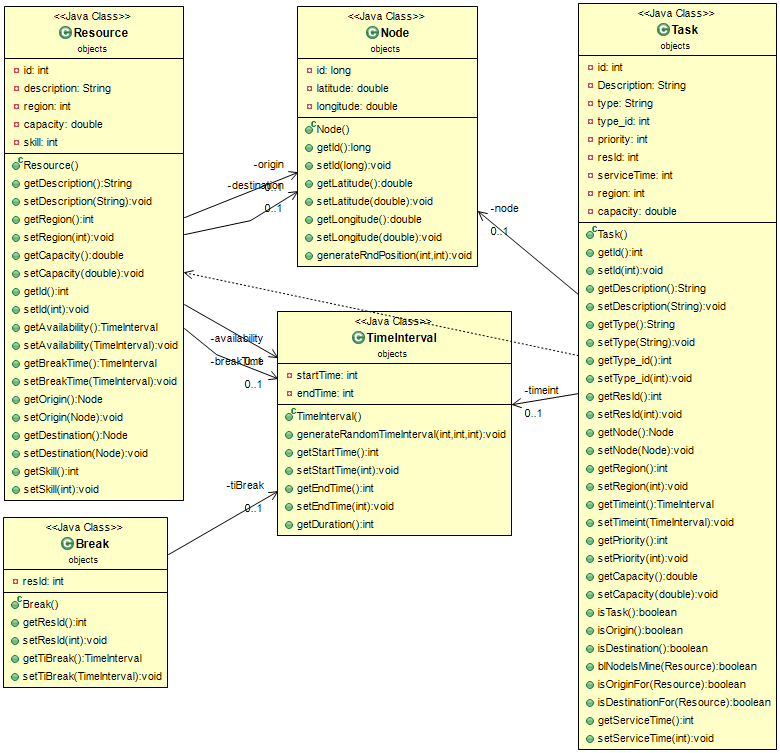 <<Java Class>>
Resource
objects
id: int
description: String
region: int
capacity: double
skill: int
Resource()
getDescription():String
setDescription(String):void
getRegion():int
setRegion(int):void
getCapacity():double
setCapacity(double):void
getId():int
setId(int):void
getAvailability():TimeInterval
setAvailability(TimeInterval):void
getBreakTime():TimeInterval
setBreakTime(TimeInterval):void
getOrigin():Node
setOrigin(Node):void
getDestination():Node
setDestination(Node):void
getSkill():int
setSkill(int):void
<<Java Class>>
Break
objects
resId: int
Break()
getResId():int
setResId(int):void
getTiBreak():TimeInterval
setTiBreak(TimeInterval):void
-origin
0..1
-destination
0..1
-availability
0..1
-breakTime
0..1
-tiBreak
0..1
<<Java Class>>
Node
objects
id: long
latitude: double
longitude: double
Node()
getId():long
setId(long):void
getLatitude():double
setLatitude(double):void
getLongitude():double
setLongitude(double):void
generateRndPosition(int,int):void
<<Java Class>>
TimeInterval
objects
startTime: int
endTime: int
TimeInterval()
generateRandomTimeInterval(int,int,int):void
getStartTime():int
setStartTime(int):void
getEndTime():int
setEndTime(int):void
getDuration():int
-node
0..1
-timeint
0..1
<<Java Class>>
Task
objects
id: int
Description: String
type: String
type_id: int
priority: int
resId: int
serviceTime: int
region: int
capacity: double
Task()
getId():int
setId(int):void
getDescription():String
setDescription(String):void
getType():String
setType(String):void
getType_id():int
setType_id(int):void
getResId():int
setResId(int):void
getNode():Node
setNode(Node):void
getRegion():int
setRegion(int):void
getTimeint():TimeInterval
setTimeint(TimeInterval):void
getPriority():int
setPriority(int):void
getCapacity():double
setCapacity(double):void
isTask():boolean
isOrigin():boolean
isDestination():boolean
blNodeIsMine(Resource):boolean
isOriginFor(Resource):boolean
isDestinationFor(Resource):boolean
getServiceTime():int
setServiceTime(int):void